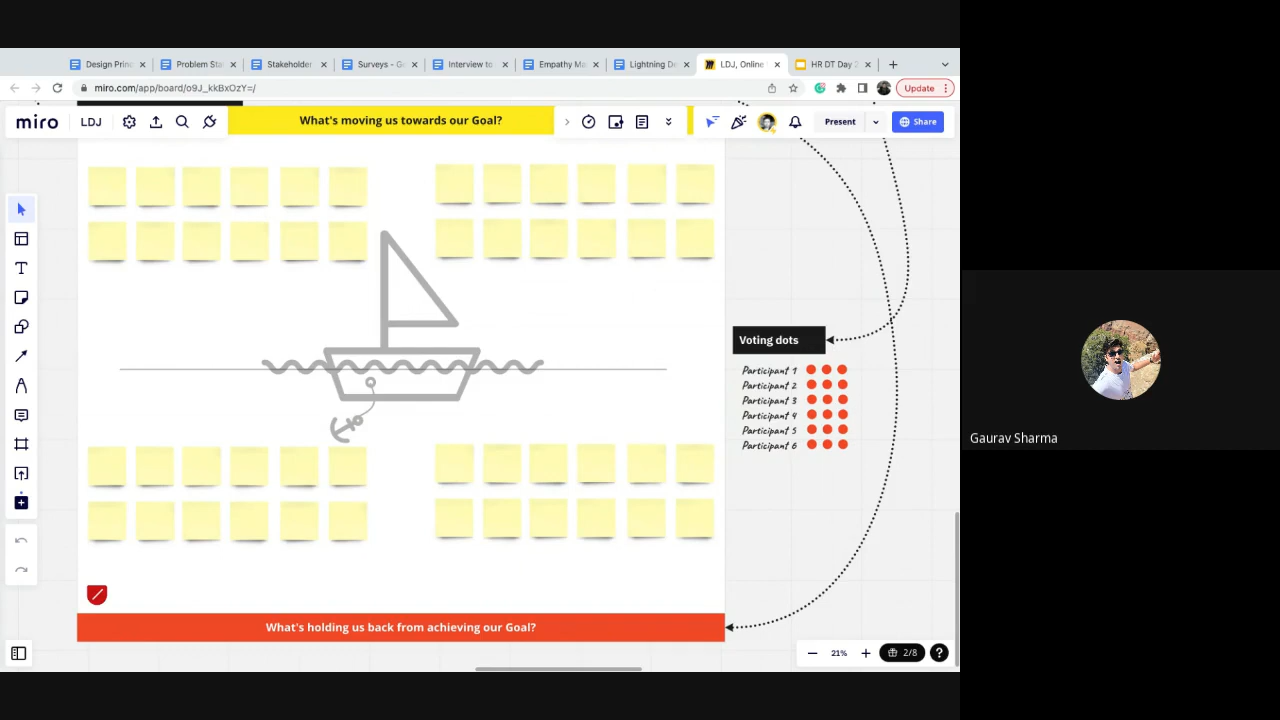 Design Princ
Problem Sta
Stakeholder
Surveys - Go
Interview to
Empathy Ma
Lightning De
LDJ, Online
HR DT Day 2
miro.com/app/board/o9J_kkBxOzY=/
Update
miro
LDJ
What's moving us towards our Goal?
Present
Share
Voting dots
Participant 1
Participant 2
Participant 3
Participant 4
Participant 5
Participant 6
Gaurav Sharma
What's holding us back from achieving our Goal?
21%
2/8